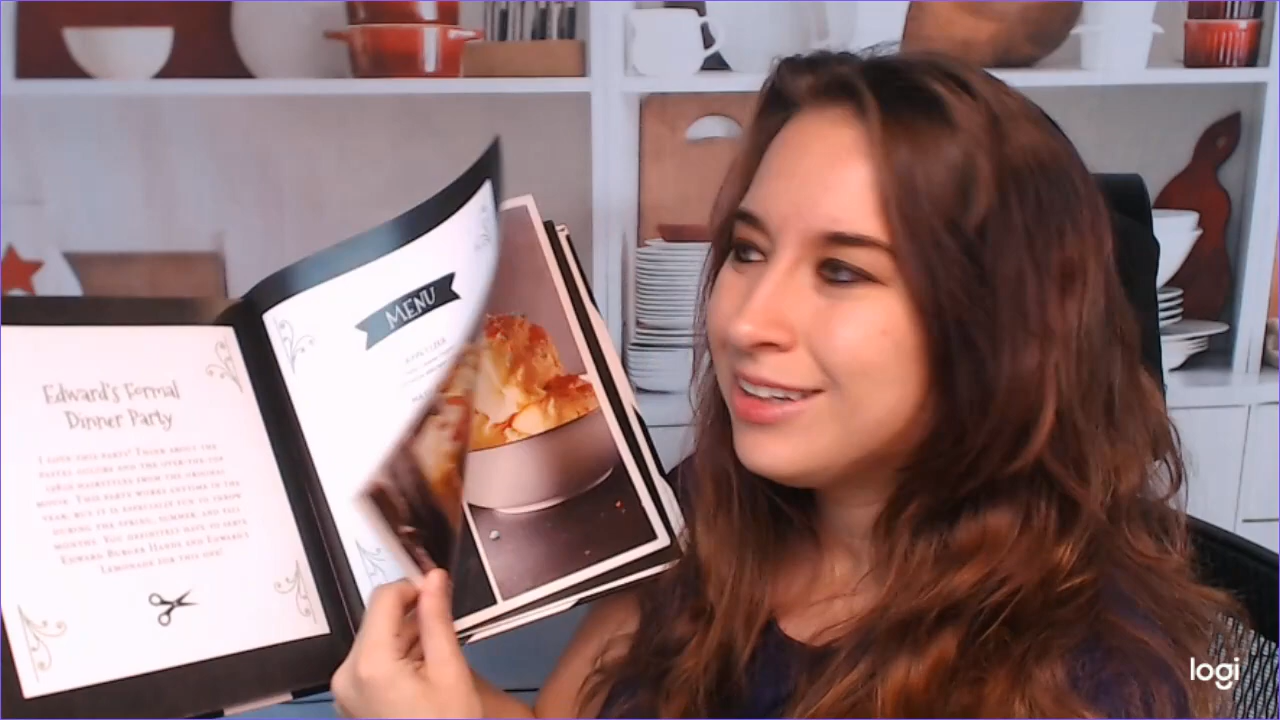 Edward's Formal
Dinner Party
I love this party! Think about the
pastel colors and the over-the-top
1980s hairstyles from the original
movie. This party works anytime in the
year, but it is especially fun to throw
during the spring, summer, and fall
months. You definitely have to serve
Edward Burger Hands and Edward's
Lemonade for this one!
MENU
APPETIZER
logi